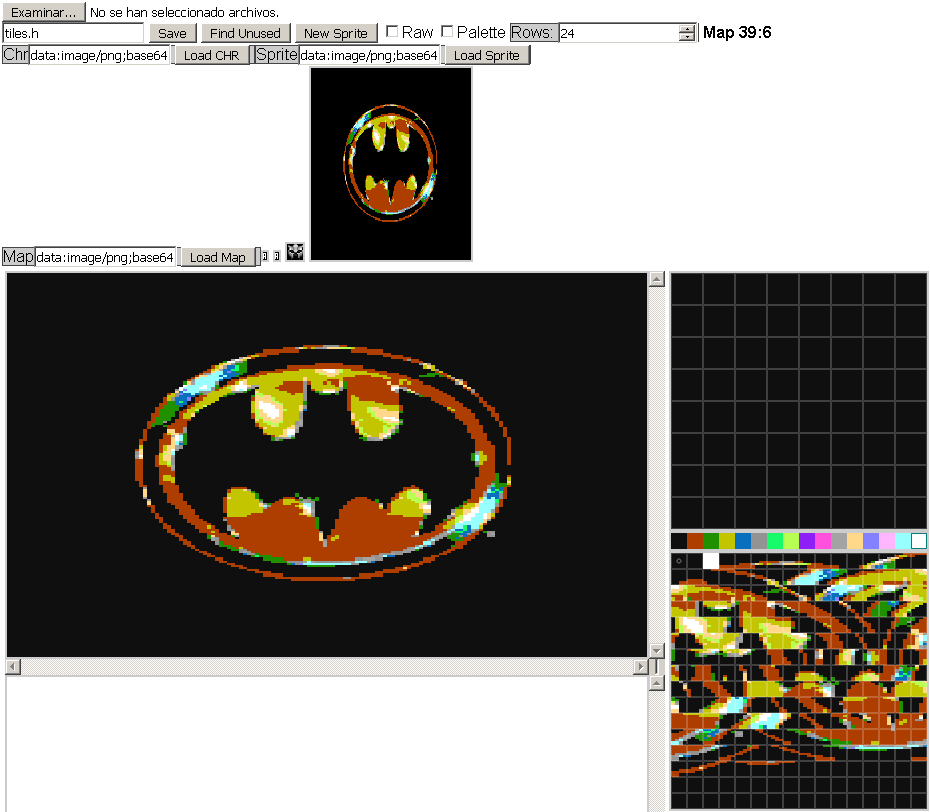 Examinar... No se han seleccionado archivos.
tiles.h Save Find Unused New Sprite Raw Palette Rows: 24 Map 39:6
Chr data:image/png;base64 Load CHR Sprite data:image/png;base64 Load Sprite
Map data:image/png;base64 Load Map